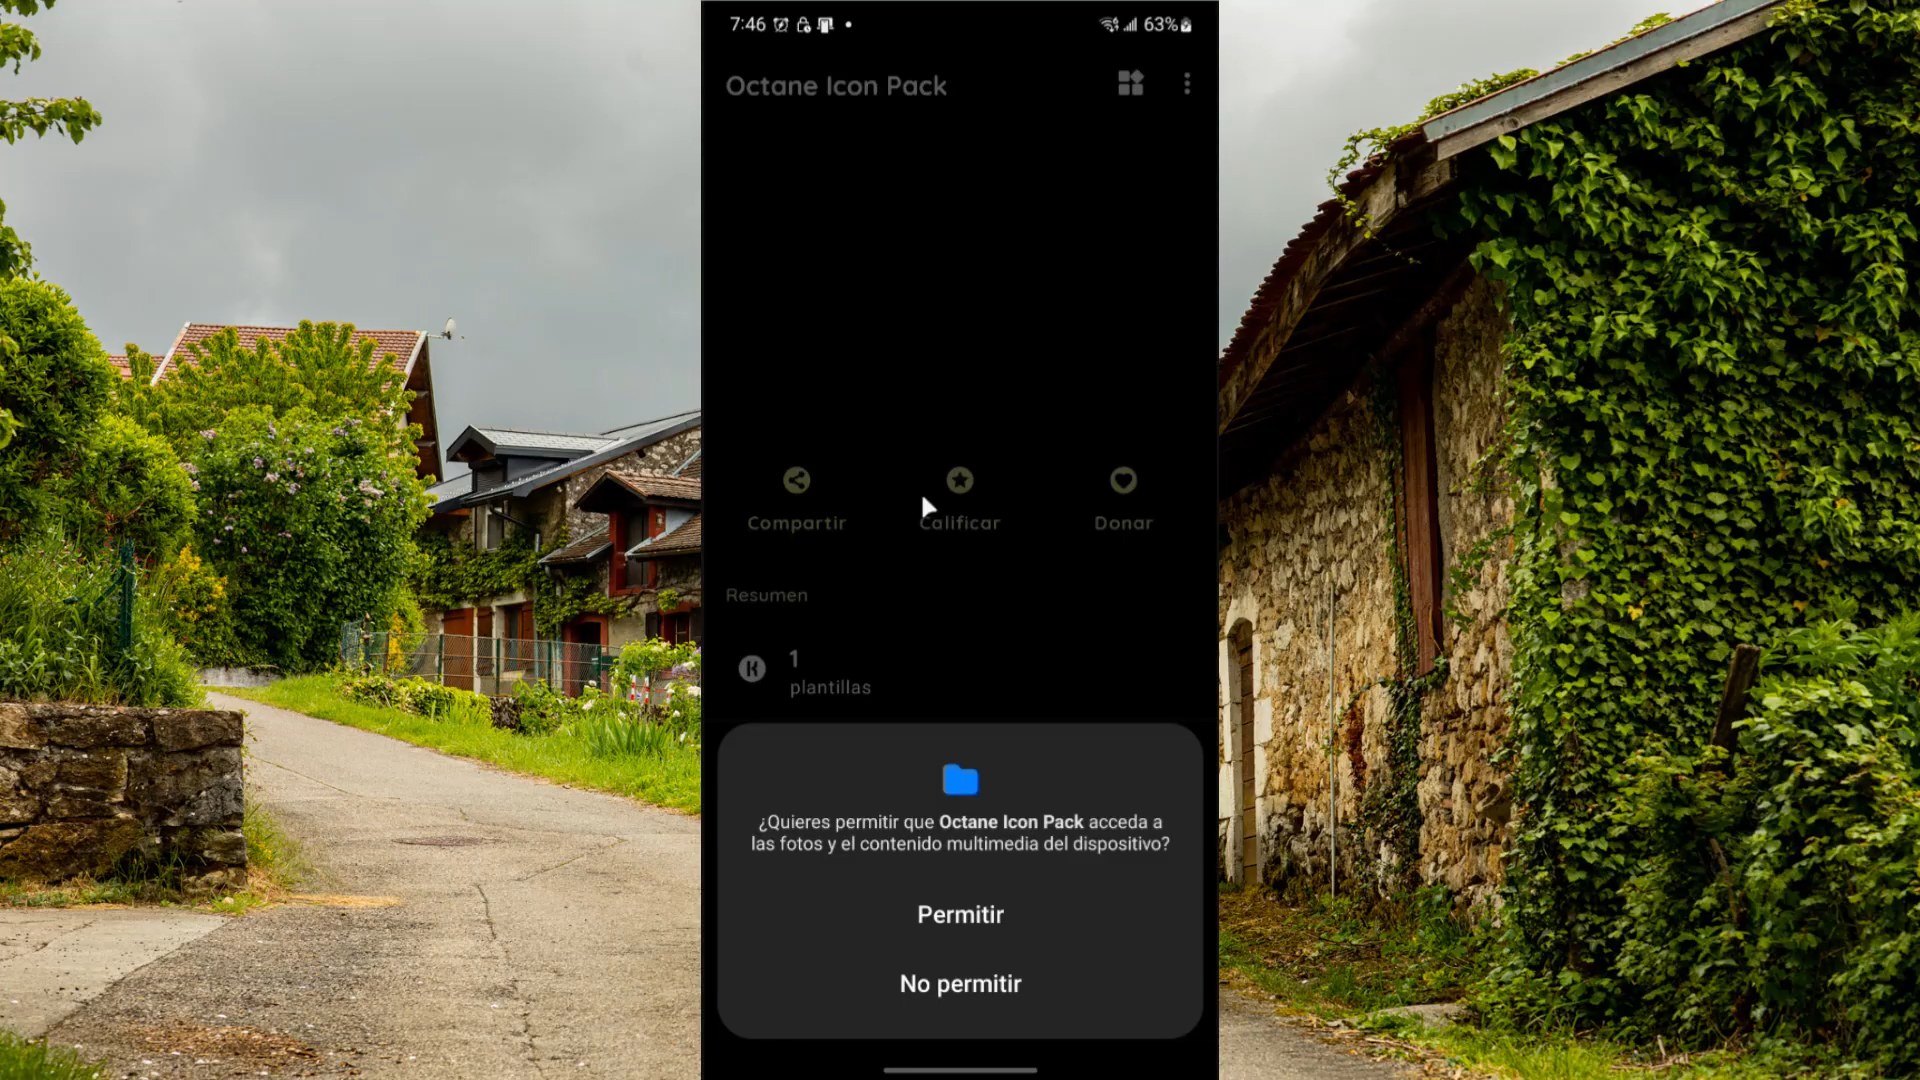 7:46
63%
Octane Icon Pack
Compartir
Calificar
Donar
Resumen
1
plantillas
¿Quieres permitir que Octane Icon Pack acceda a
las fotos y el contenido multimedia del dispositivo?
Permitir
No permitir